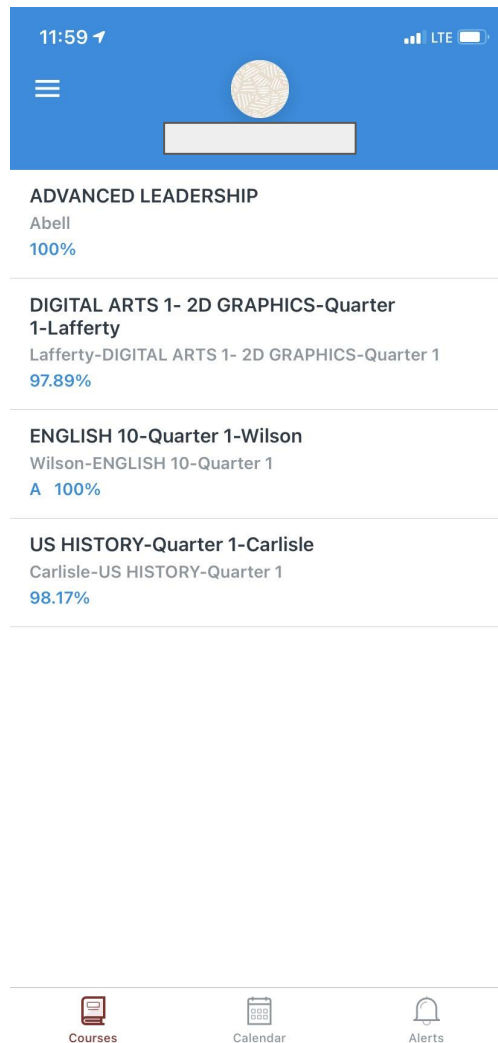 11:59
LTE
ADVANCED LEADERSHIP
Abell
100%
DIGITAL ARTS 1- 2D GRAPHICS-Quarter
1-Lafferty
Lafferty-DIGITAL ARTS 1- 2D GRAPHICS-Quarter 1
97.89%
ENGLISH 10-Quarter 1-Wilson
Wilson-ENGLISH 10-Quarter 1
A 100%
US HISTORY-Quarter 1-Carlisle
Carlisle-US HISTORY-Quarter 1
98.17%
Courses
Calendar
Alerts